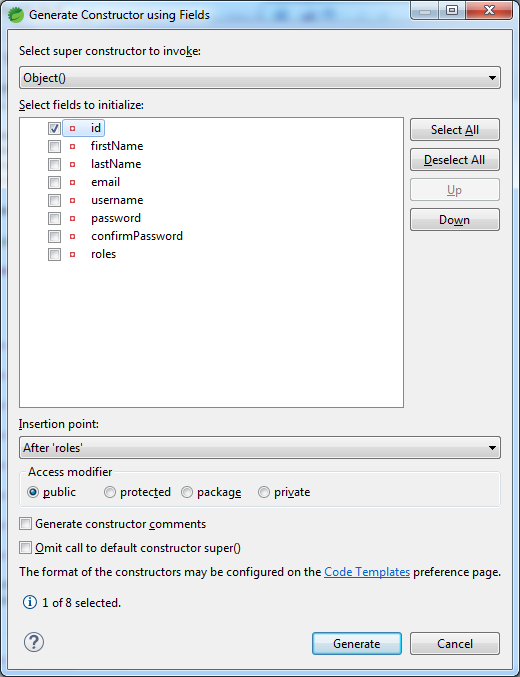 Generate Constructor using Fields
Select super constructor to invoke:
Object()
Select fields to initialize:
id
firstName
lastName
email
username
password
confirmPassword
roles
Select All
Deselect All
Up
Down
Insertion point:
After 'roles'
Access modifier
public protected package private
Generate constructor comments
Omit call to default constructor super()
The format of the constructors may be configured on the Code Templates preference page.
1 of 8 selected.
Generate Cancel